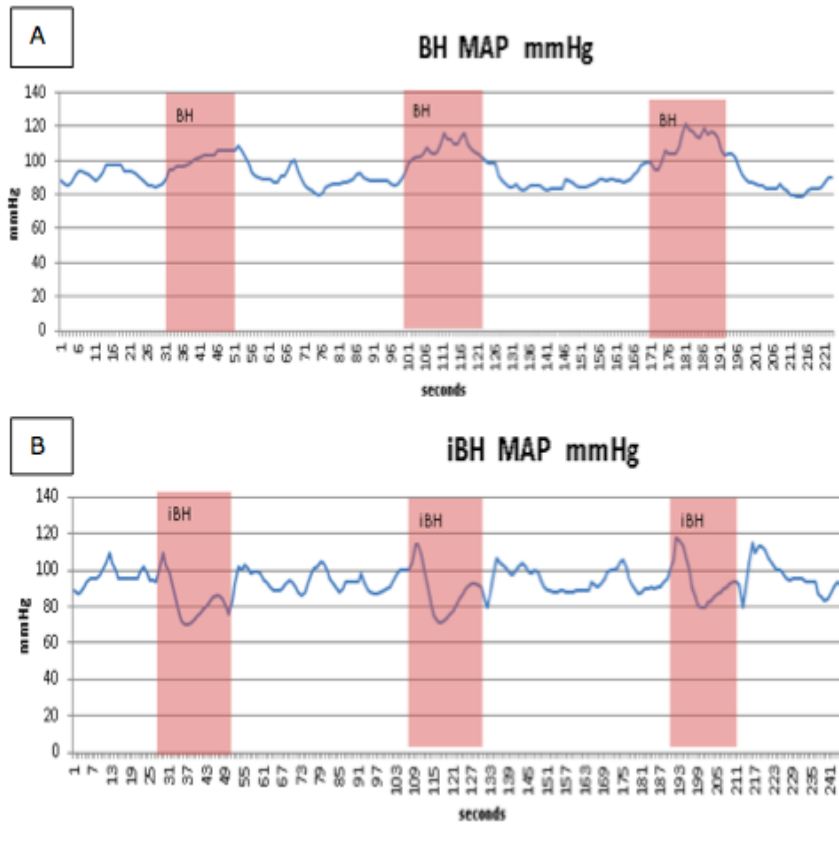 A
BH MAP mmHg
140
120
100
80
60
40
20
0
mmHg
BH
BH
BH
1 6 11 16 21 26 31 36 41 46 51 56 61 66 71 76 81 86 91 96 101 106 111 116 121 126 131 136 141 146 151 156 161 166 171 176 181 186 191 196 201 206 211 216 221
seconds
B
iBH MAP mmHg
140
120
100
80
60
40
20
0
mmHg
iBH
iBH
iBH
1 7 13 19 25 31 37 43 49 55 61 67 73 79 85 91 97 103 109 115 121 127 133 139 145 151 157 163 169 175 181 187 193 199 205 211 217 223 229 235 241
seconds